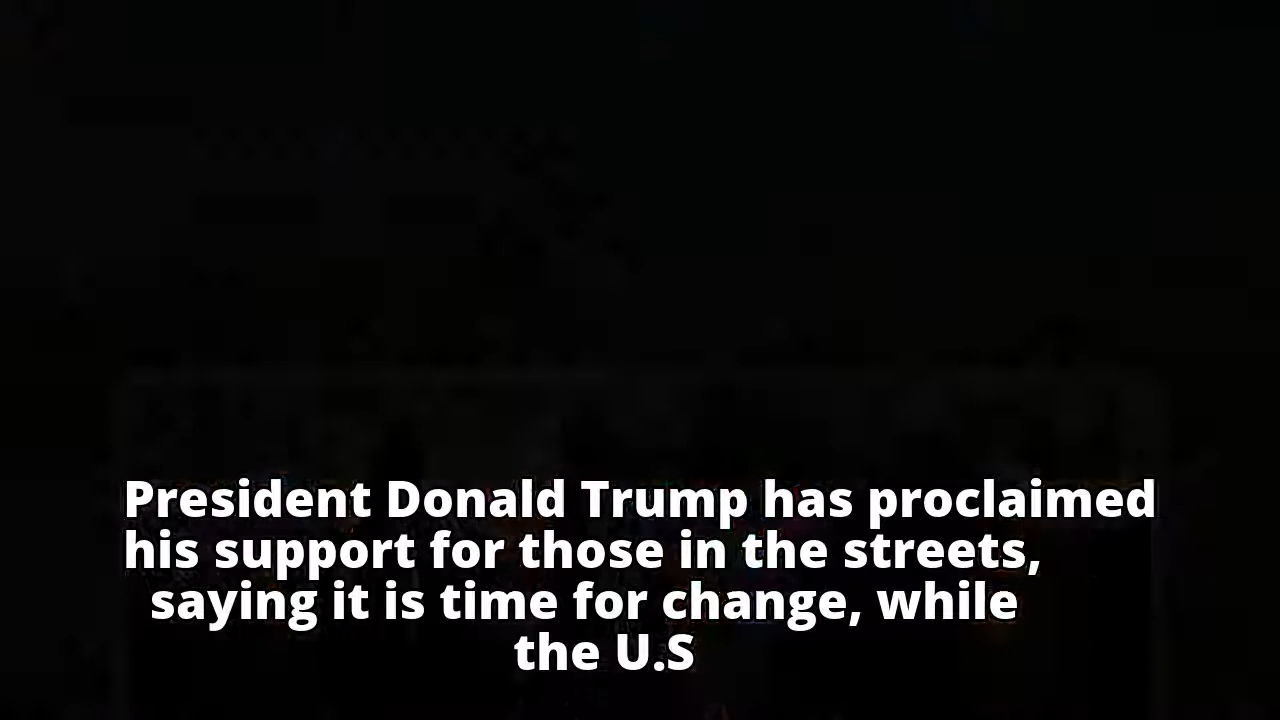 President Donald Trump has proclaimed
his support for those in the streets,
saying it is time for change, while
the U.S